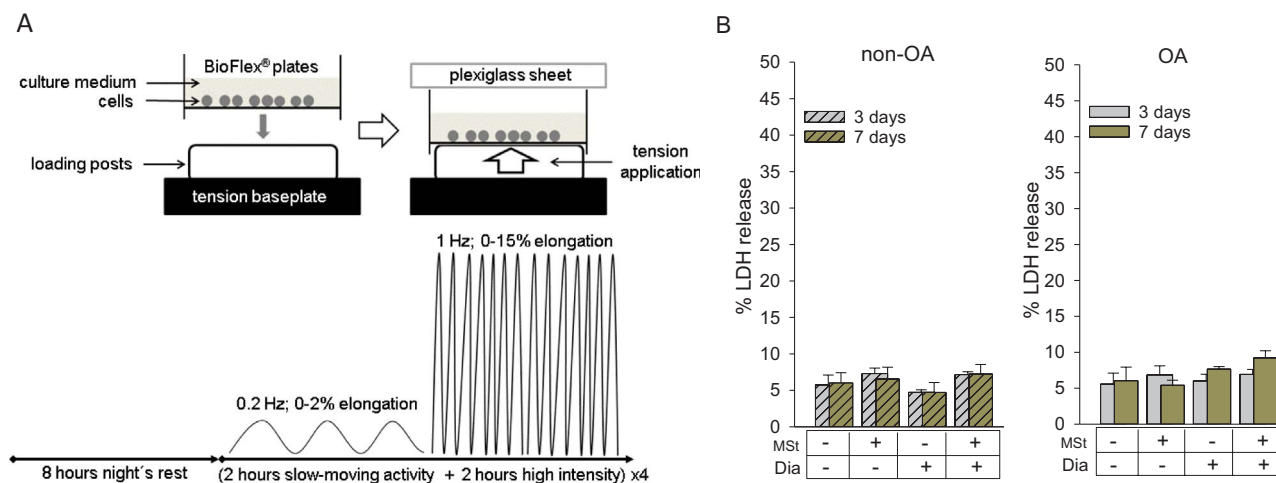 A
BioFlex® plates
culture medium
cells
loading posts
tension baseplate
plexiglass sheet
tension
application
1 Hz; 0-15% elongation
0.2 Hz; 0-2% elongation
8 hours night´s rest
(2 hours slow-moving activity + 2 hours high intensity) x4
B
non-OA
% LDH release
50
45
40
35
30
25
20
15
10
5
0
3 days
7 days
MSt - + - +
Dia - - + +
OA
% LDH release
50
45
40
35
30
25
20
15
10
5
0
3 days
7 days
MSt - + - +
Dia - - + +